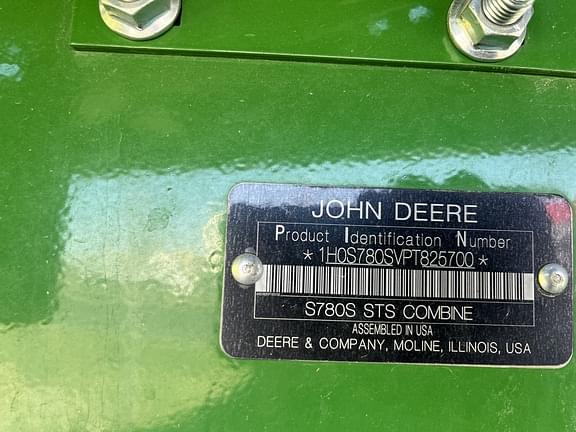 JOHN DEERE
Product Identification Number
*1H0S780SVPT825700*
S780S STS COMBINE
ASSEMBLED IN USA
DEERE & COMPANY, MOLINE, ILLINOIS, USA